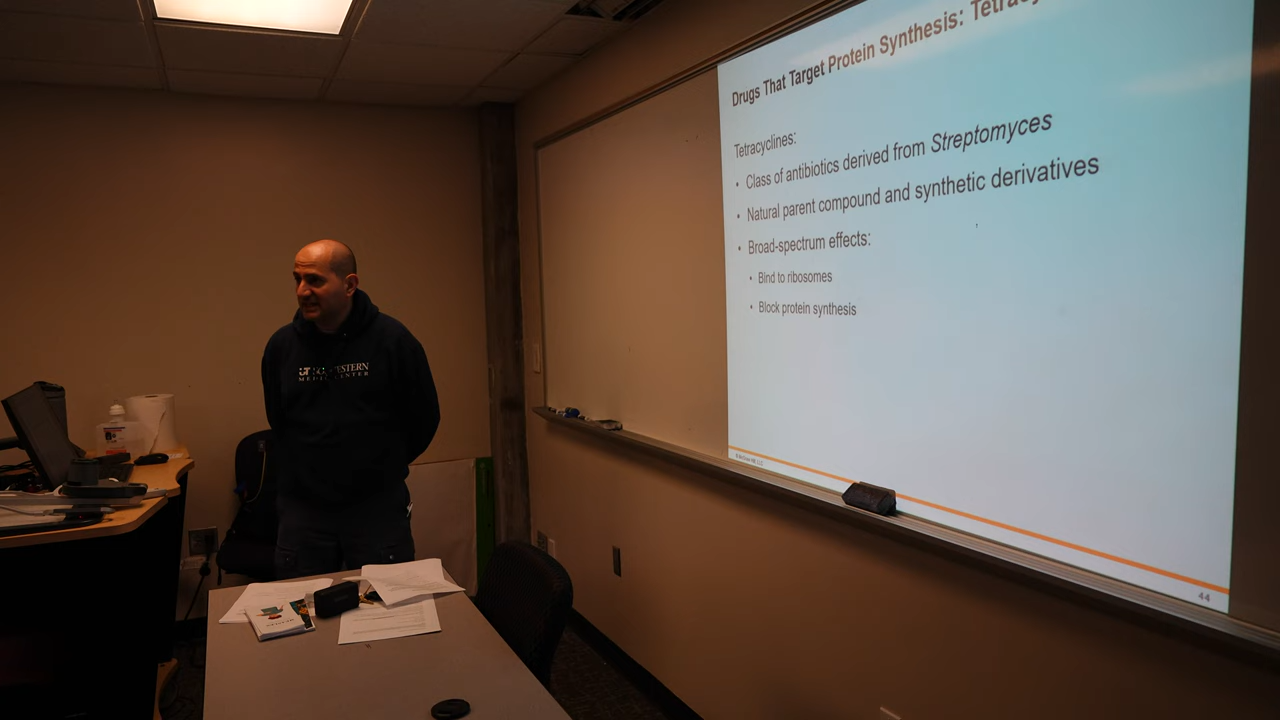 Drugs That Target Protein Synthesis:
Tetracyclines:
• Class of antibiotics derived from Streptomyces
• Natural parent compound and synthetic derivatives
• Broad-spectrum effects:
• Bind to ribosomes
• Block protein synthesis
44
UT